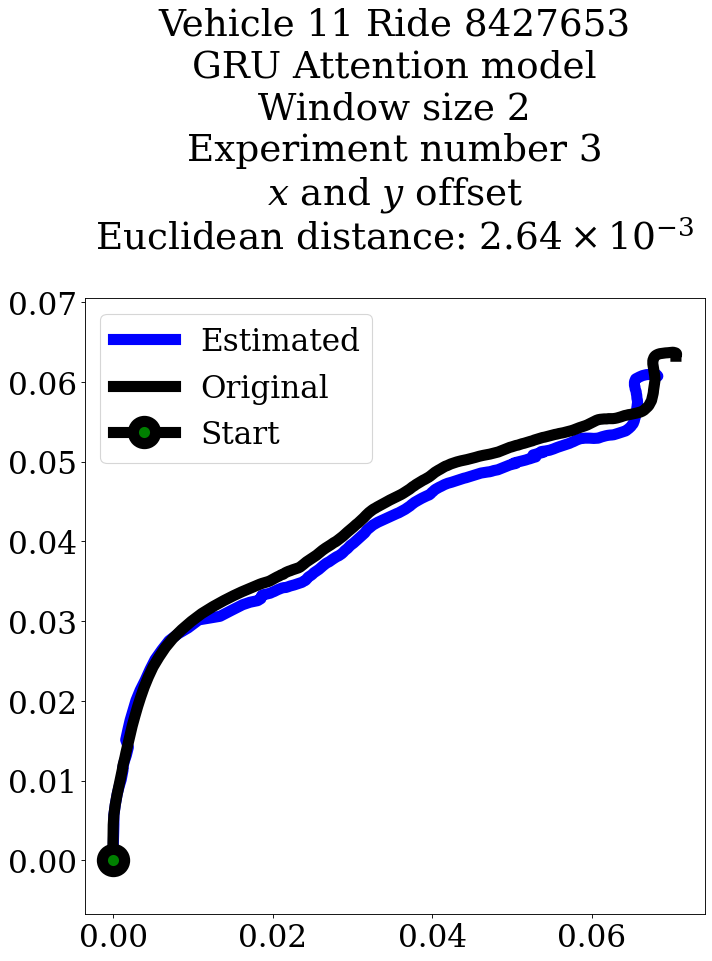 Vehicle 11 Ride 8427653
GRU Attention model
Window size 2
Experiment number 3
x and y offset
Euclidean distance: 2.64 × 10⁻³
0.07
0.06
0.05
0.04
0.03
0.02
0.01
0.00
Estimated
Original
Start
0.00 0.02 0.04 0.06